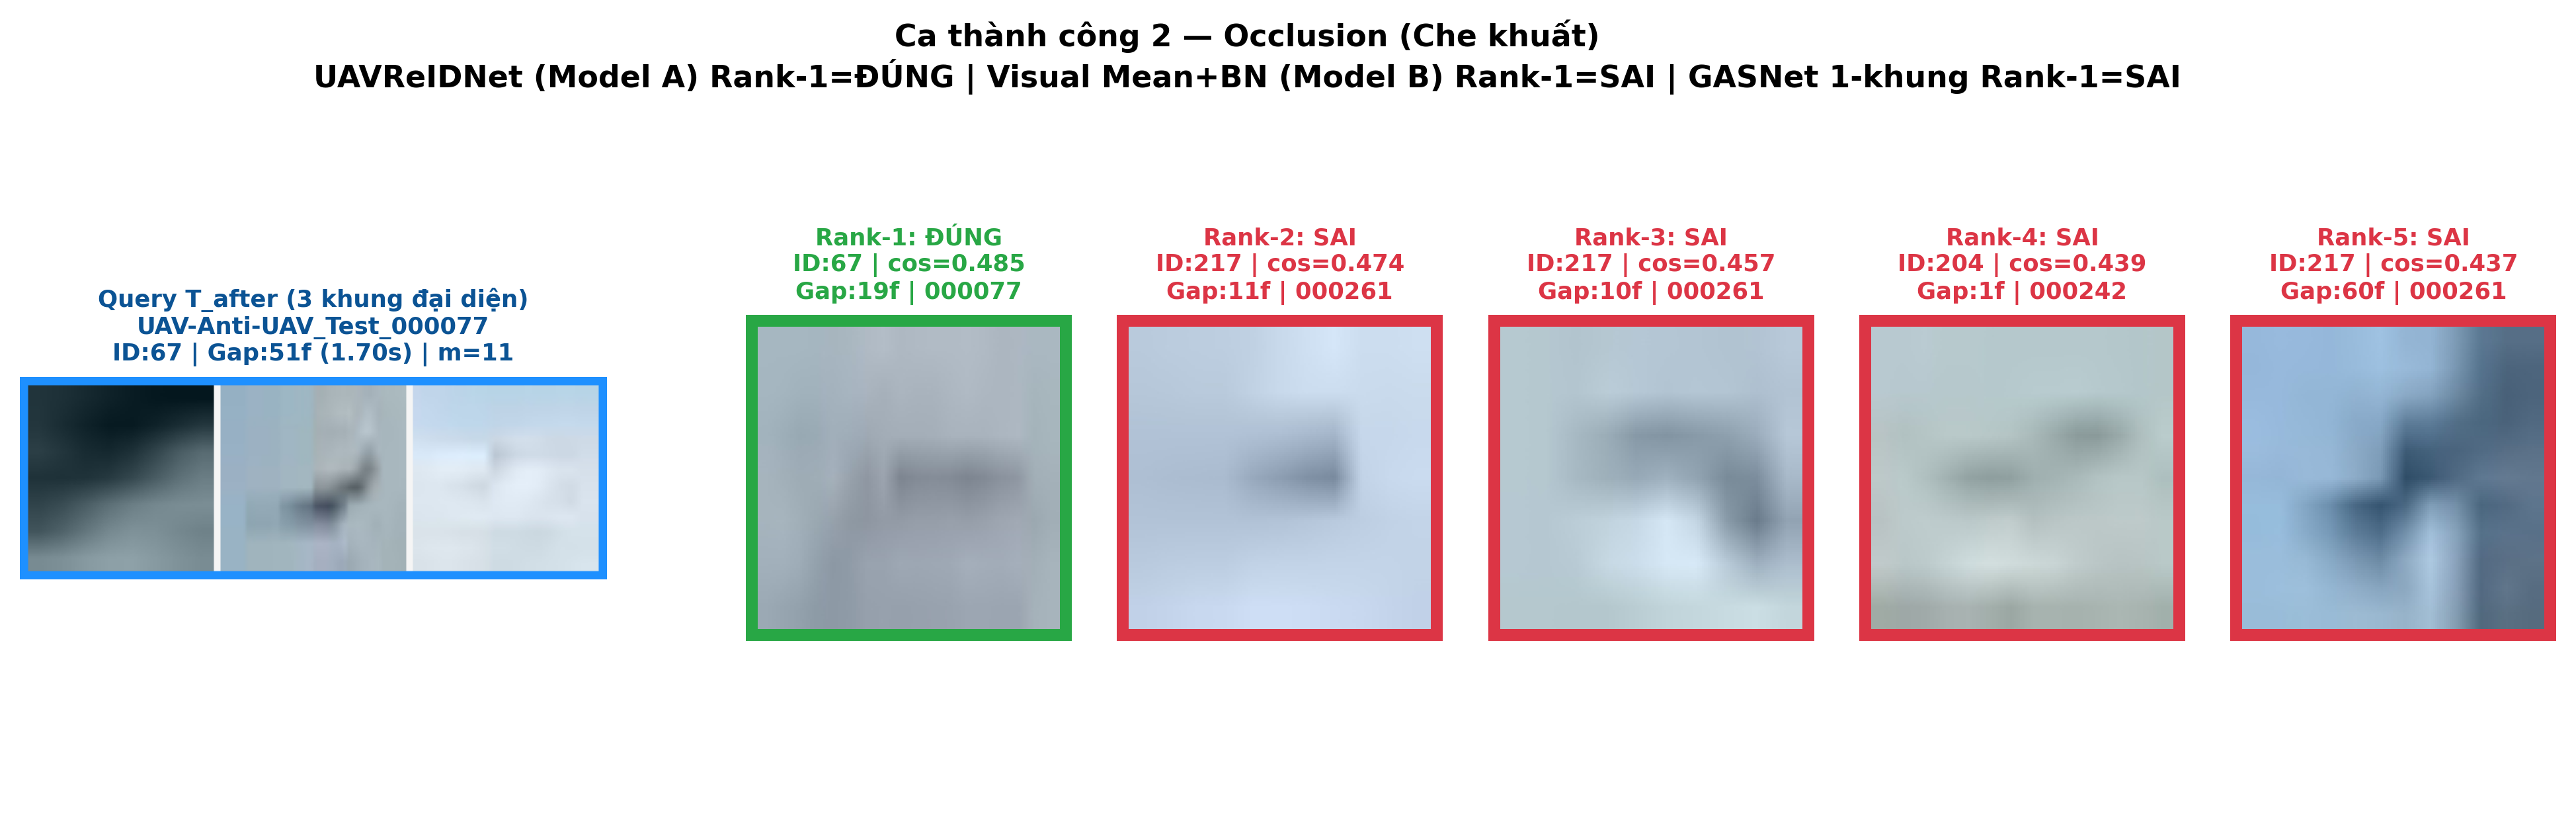 Ca thành công 2 — Occlusion (Che khuất)
UAVReIDNet (Model A) Rank-1=ĐÚNG | Visual Mean+BN (Model B) Rank-1=SAI | GASNet 1-khung Rank-1=SAI
Query T_after (3 khung đại diện)
UAV-Anti-UAV_Test_000077
ID:67 | Gap:51f (1.70s) | m=11
Rank-1: ĐÚNG
ID:67 | cos=0.485
Gap:19f | 000077
Rank-2: SAI
ID:217 | cos=0.474
Gap:11f | 000261
Rank-3: SAI
ID:217 | cos=0.457
Gap:10f | 000261
Rank-4: SAI
ID:204 | cos=0.439
Gap:1f | 000242
Rank-5: SAI
ID:217 | cos=0.437
Gap:60f | 000261